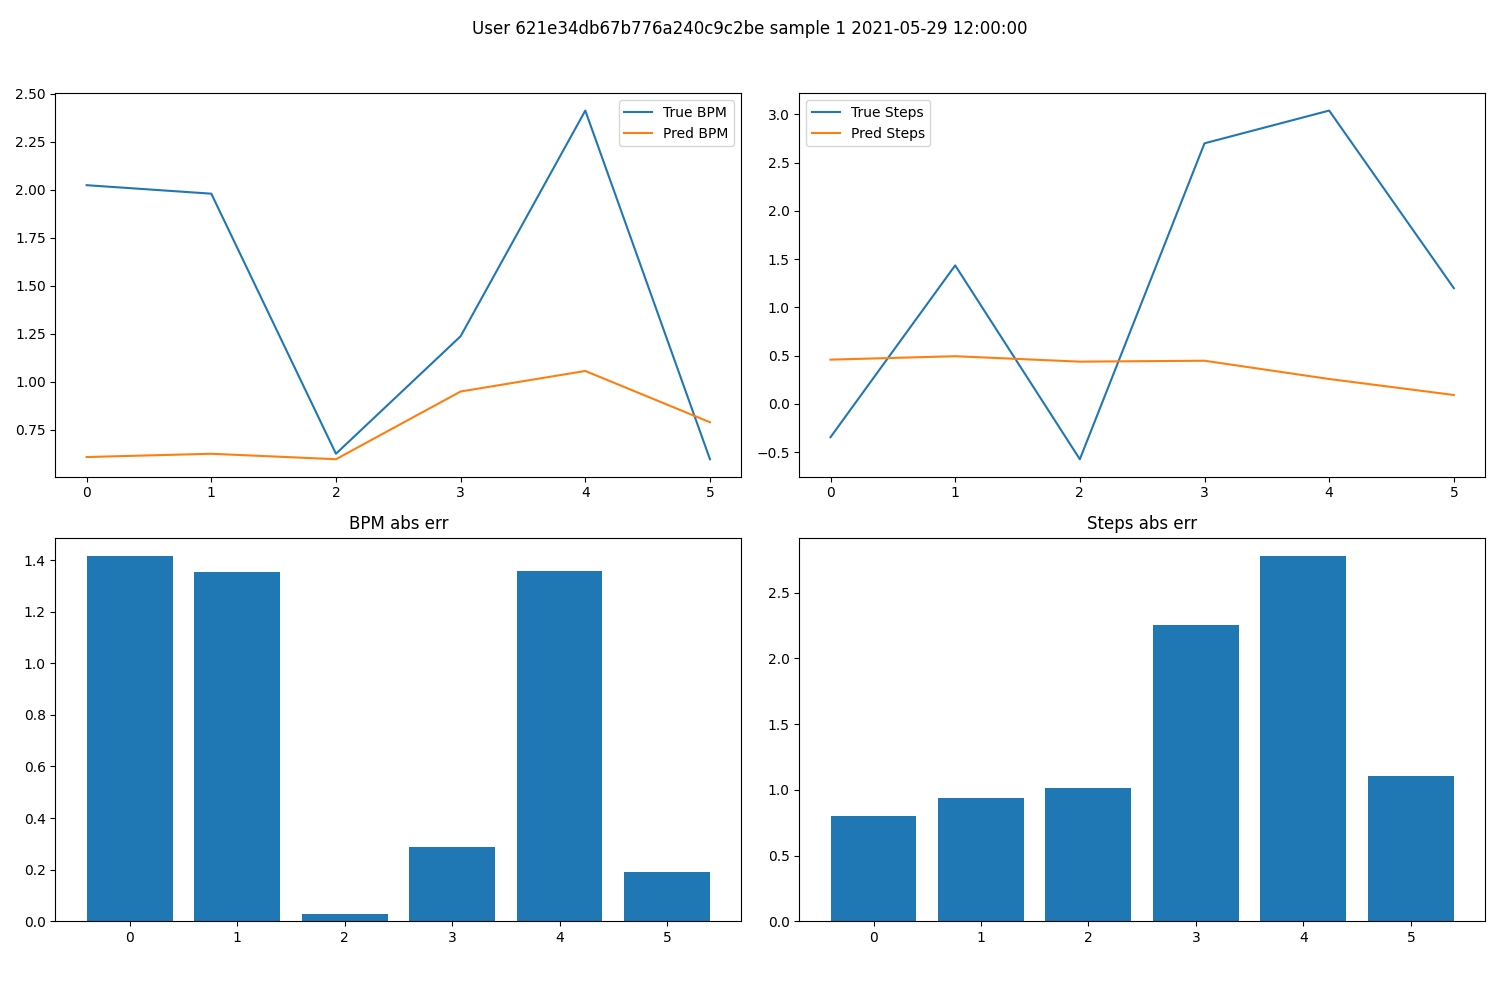 User 621e34db67b776a240c9c2be sample 1 2021-05-29 12:00:00
True BPM
Pred BPM
2.50
2.25
2.00
1.75
1.50
1.25
1.00
0.75
0 1 2 3 4 5
True Steps
Pred Steps
3.0
2.5
2.0
1.5
1.0
0.5
0.0
−0.5
0 1 2 3 4 5
BPM abs err
1.4
1.2
1.0
0.8
0.6
0.4
0.2
0.0
0 1 2 3 4 5
Steps abs err
2.5
2.0
1.5
1.0
0.5
0.0
0 1 2 3 4 5